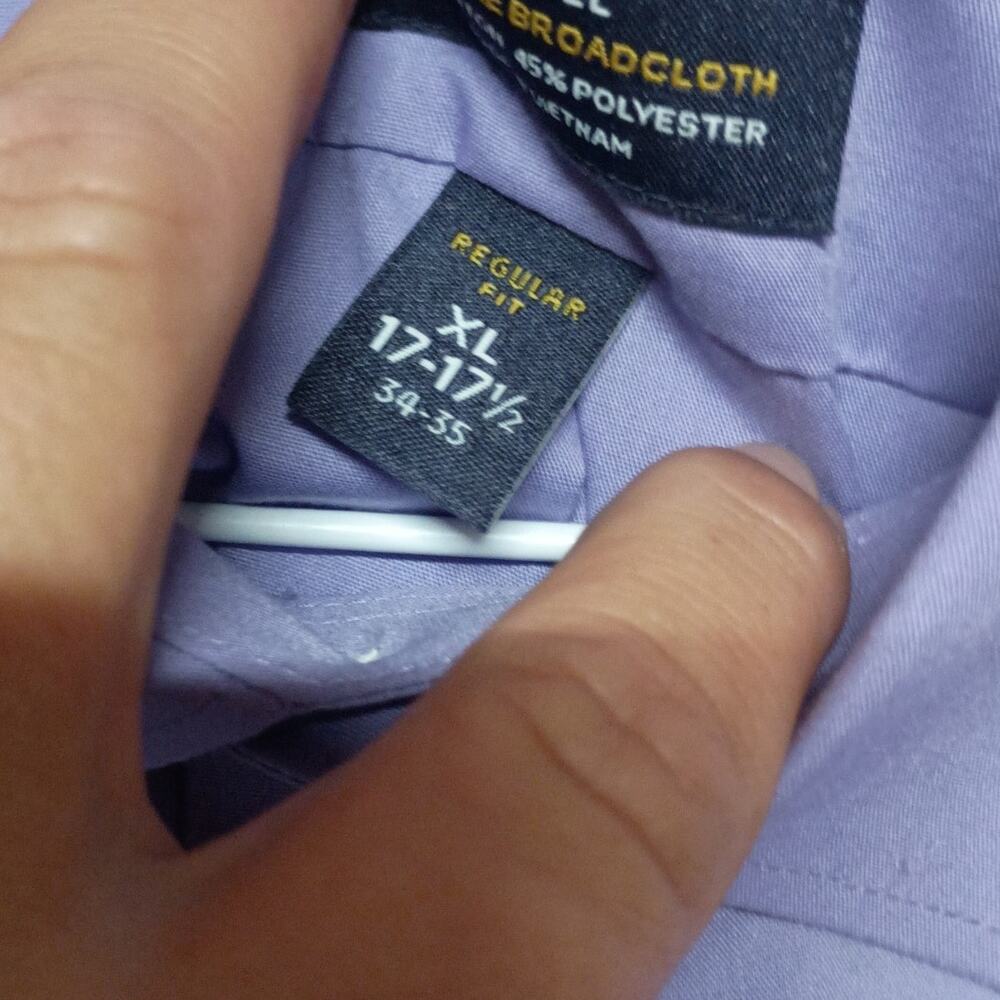 BROADCLOTH
45% POLYESTER
REGULAR
FIT
XL
17-17½
34-35